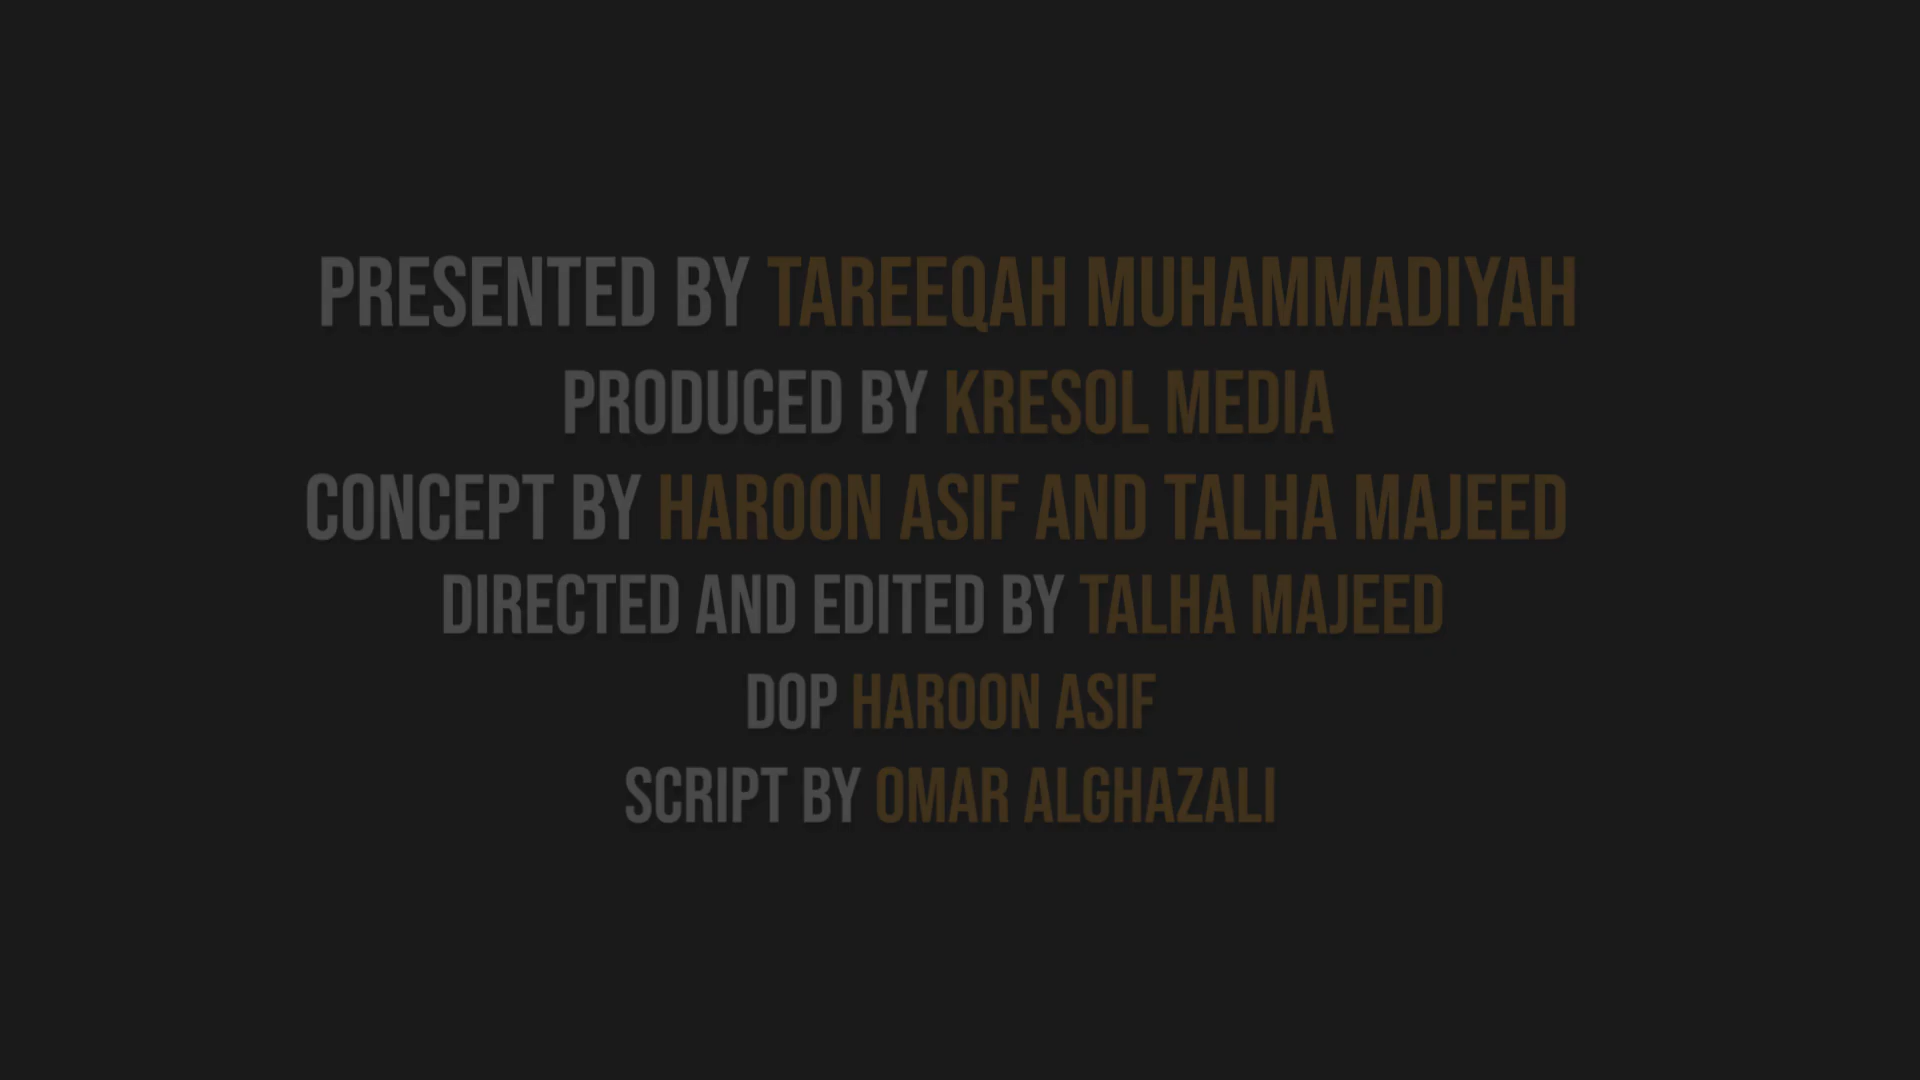 PRESENTED BY TAREEQAH MUHAMMADIYAH
PRODUCED BY KRESOL MEDIA
CONCEPT BY HAROON ASIF AND TALHA MAJEED
DIRECTED AND EDITED BY TALHA MAJEED
DOP HAROON ASIF
SCRIPT BY OMAR ALGHAZALI